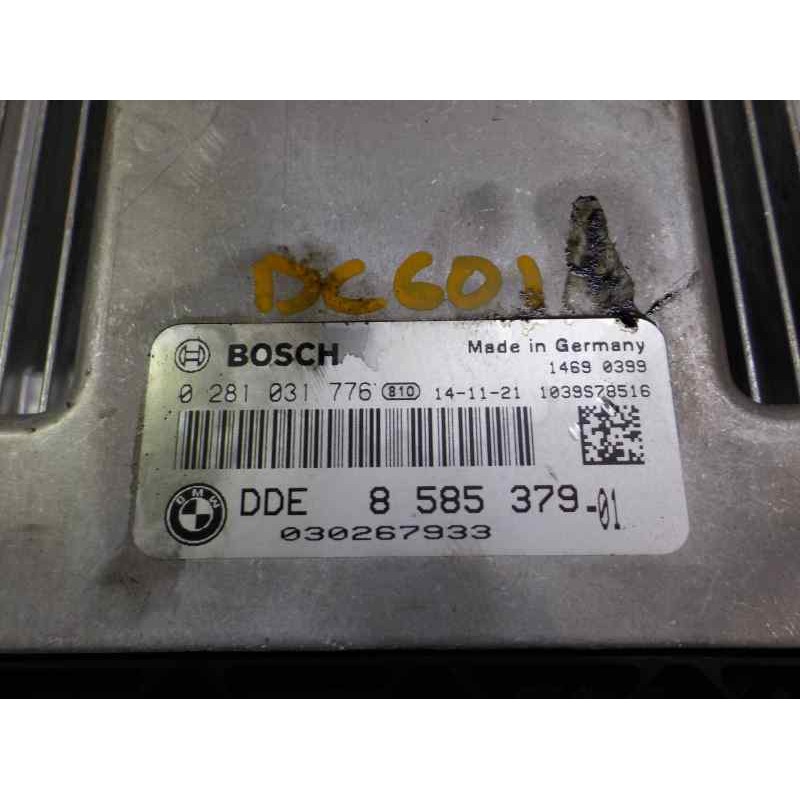 DC601
BOSCH Made in Germany
1469 0399
0 281 031 776 810 14-11-21 1039S78516
BMW DDE 8 585 379-01
030267933